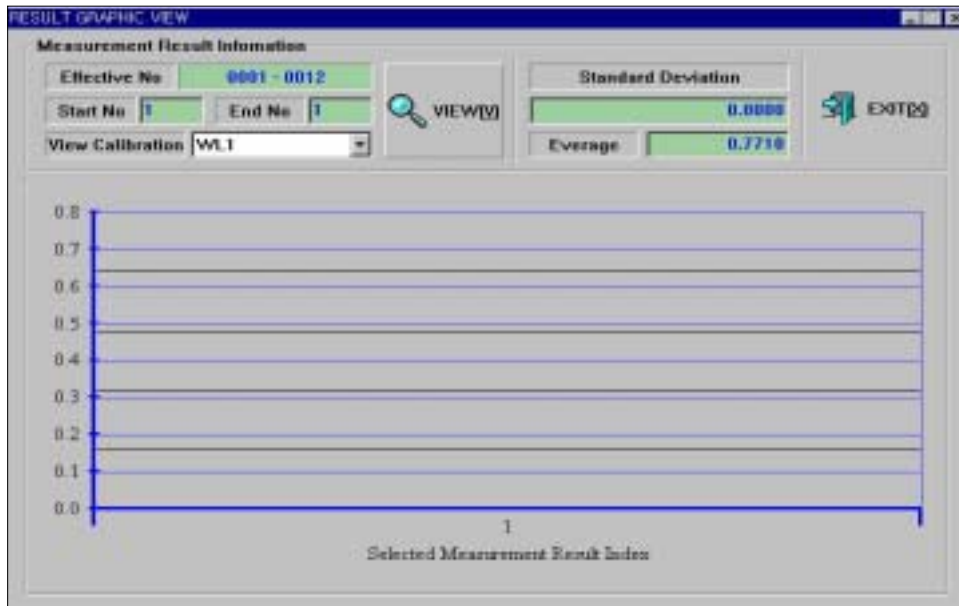 RESULT GRAPHIC VIEW
Measurement Result Infomation
Effective No 0001 - 0012
Start No 1 End No 1
View Calibration WL1
VIEW[V]
Standard Deviation
0.0000
Everage 0.7710
EXIT[X]
0.8
0.7
0.6
0.5
0.4
0.3
0.2
0.1
0.0
1
Selected Measurement Result Index